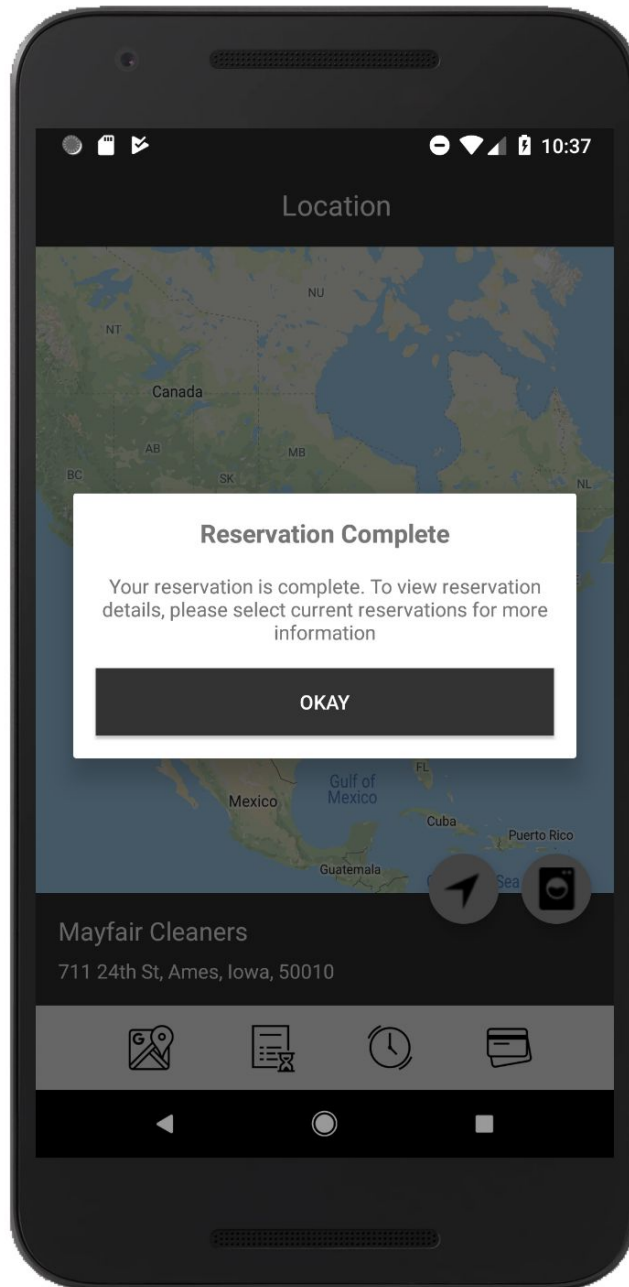 10:37
Location
NU
NT
Canada
AB
MB
BC
SK
NL
Reservation Complete
Your reservation is complete. To view reservation
details, please select current reservations for more
information
OKAY
FL
Gulf of
Mexico
Mexico
Cuba
Puerto Rico
Guatemala
Sea
Mayfair Cleaners
711 24th St, Ames, Iowa, 50010
G